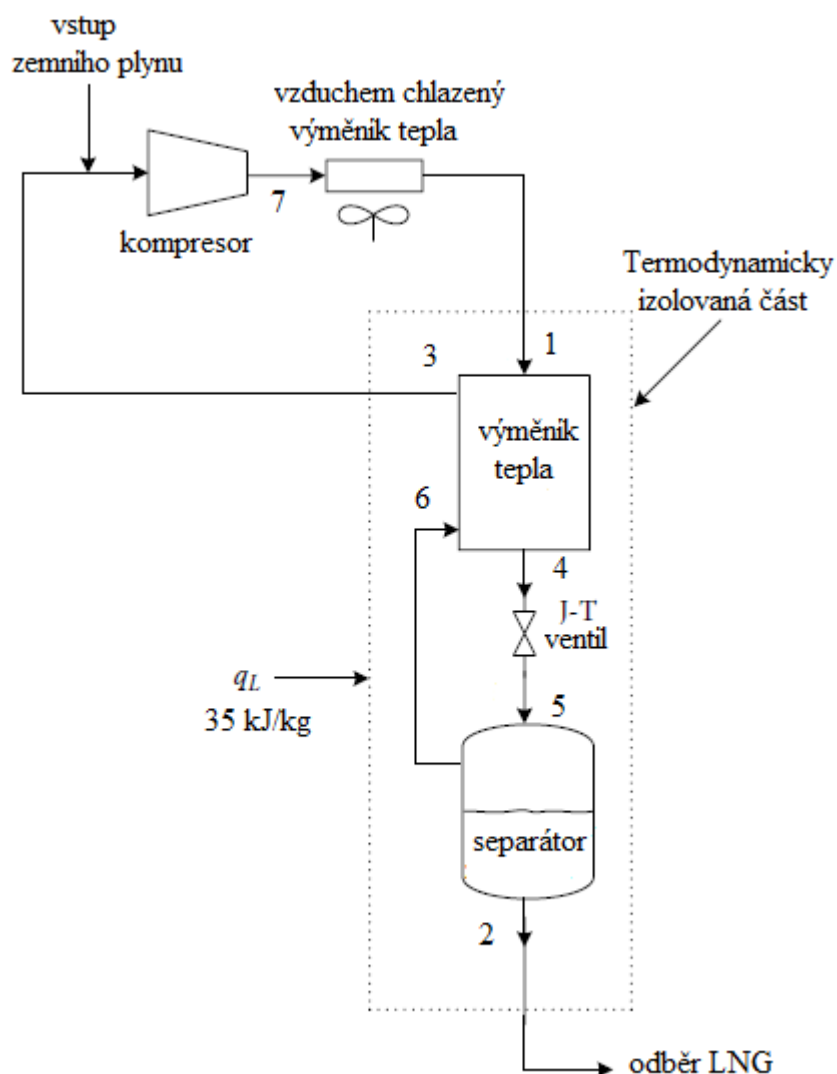 vstup
zemního plynu
vzduchem chlazený
výměník tepla
7
kompresor
Termodynamicky
izolovaná část
3
1
výměník
tepla
6
4
J-T
ventil
qL
35 kJ/kg
5
separátor
2
odběr LNG